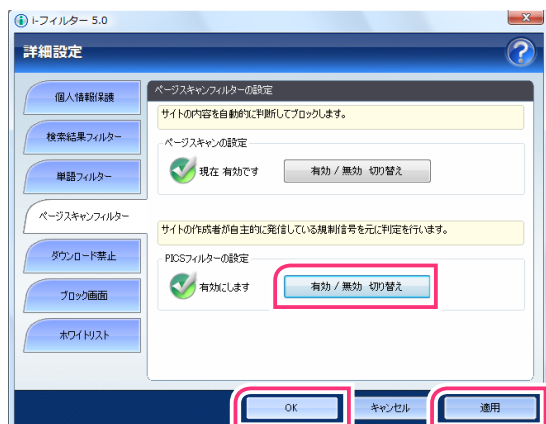 i-フィルター 5.0
詳細設定
?
個人情報保護
検索結果フィルター
単語フィルター
ページスキャンフィルター
ダウンロード禁止
ブロック画面
ホワイトリスト
ページスキャンフィルターの設定
サイトの内容を自動的に判断してブロックします。
ページスキャンの設定
現在 有効です
有効 / 無効 切り替え
サイトの作成者が自主的に発信している規制信号を元に判定を行います。
PICSフィルターの設定
有効にします
有効 / 無効 切り替え
OK
キャンセル
適用